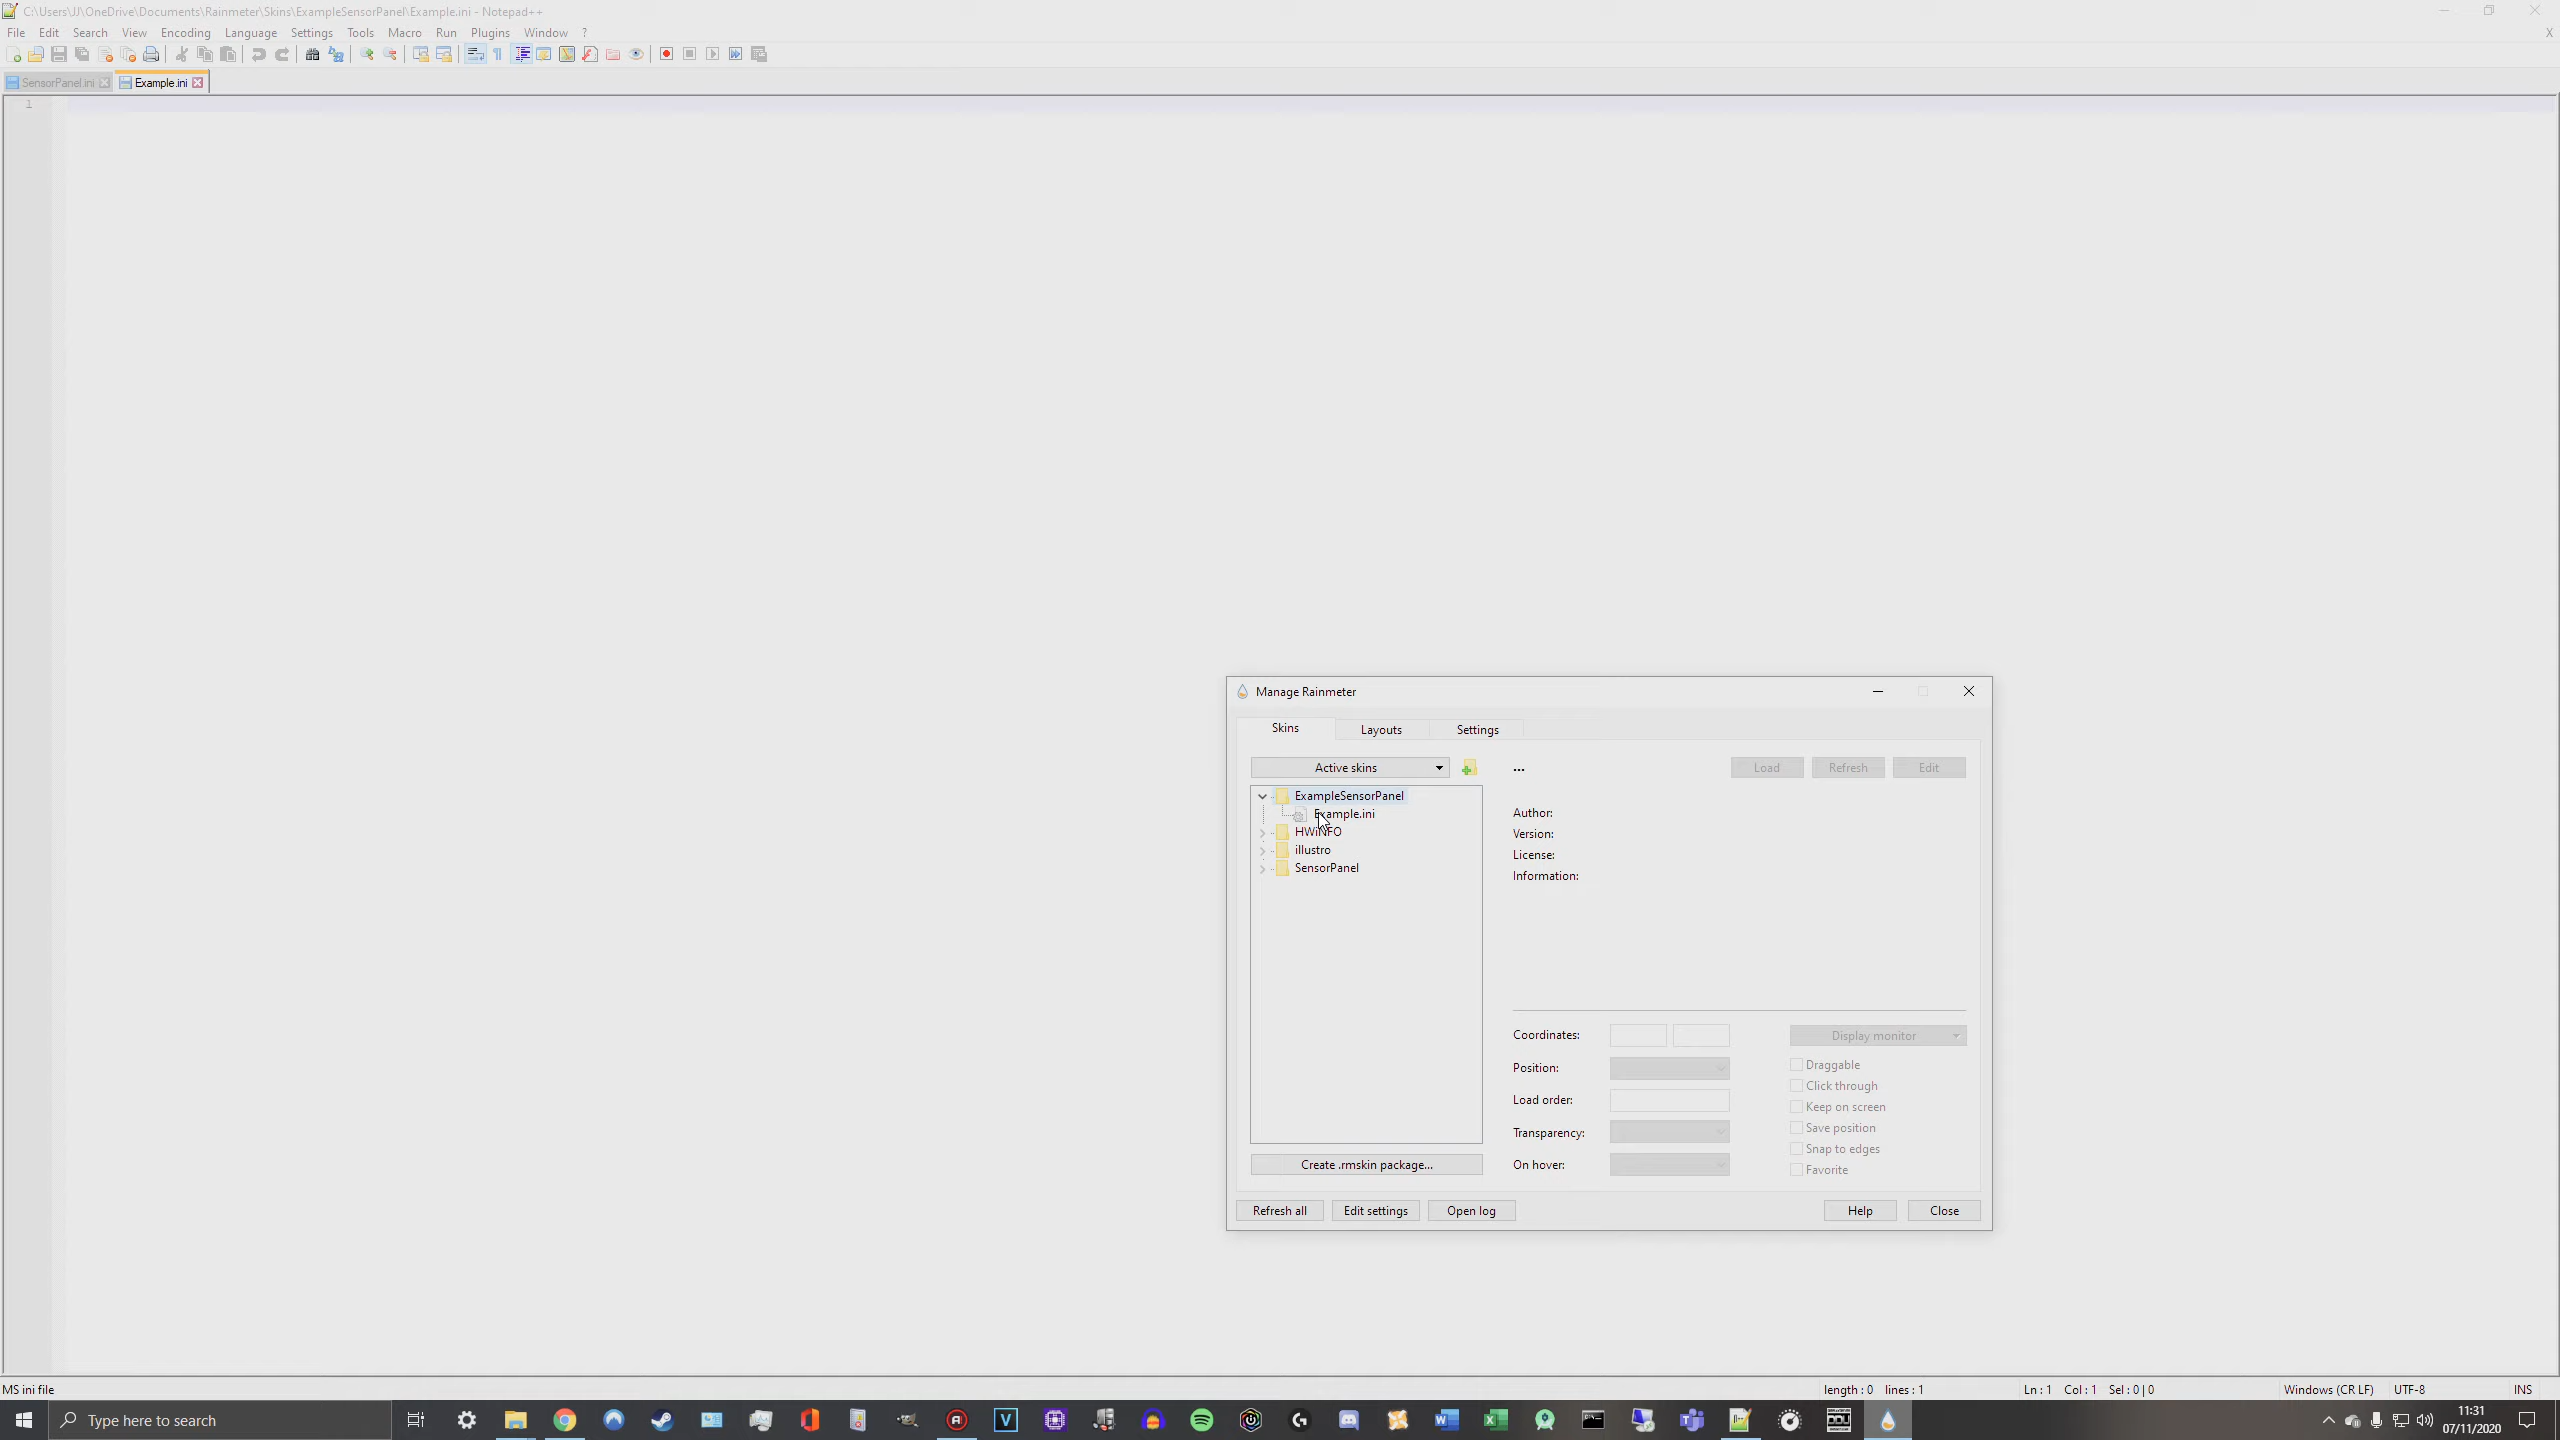 C:\Users\JJ\OneDrive\Documents\Rainmeter\Skins\ExampleSensorPanel\Example.ini - Notepad++
File Edit Search View Encoding Language Settings Tools Macro Run Plugins Window ? X
SensorPanel.ini Example.ini
1
Manage Rainmeter
Skins Layouts Settings
Active skins ... Load Refresh Edit
ExampleSensorPanel
Example.ini
HWiNFO
illustro
SensorPanel
Author:
Version:
License:
Information:
Coordinates: Display monitor
Position:
Load order:
Transparency:
On hover:
Draggable
Click through
Keep on screen
Save position
Snap to edges
Favorite
Create .rmskin package...
Refresh all Edit settings Open log Help Close
MS ini file length : 0 lines : 1 Ln : 1 Col : 1 Sel : 0 | 0 Windows (CR LF) UTF-8 INS
Type here to search
11:31
07/11/2020